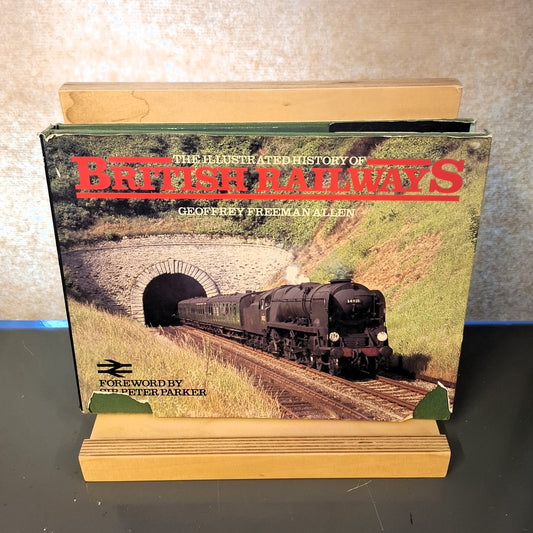 THE ILLUSTRATED HISTORY OF
BRITISH RAILWAYS
GEOFFREY FREEMAN ALLEN
FOREWORD BY
SIR PETER PARKER